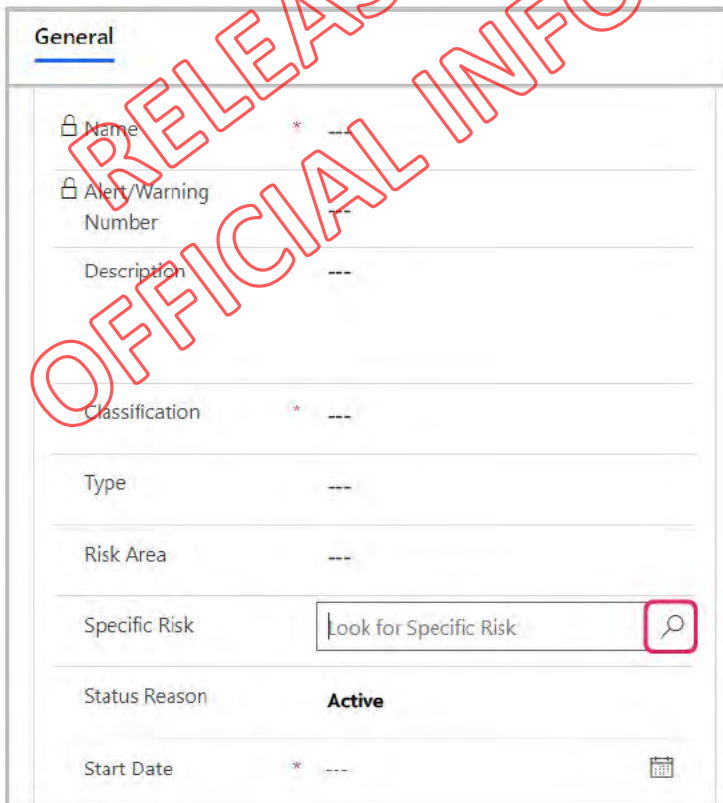 General
Name * ---
Alert/Warning
Number ---
Description ---
Classification * ---
Type ---
Risk Area ---
Specific Risk Look for Specific Risk
Status Reason Active
Start Date * ---
RELEAS
OFFICIAL INFO